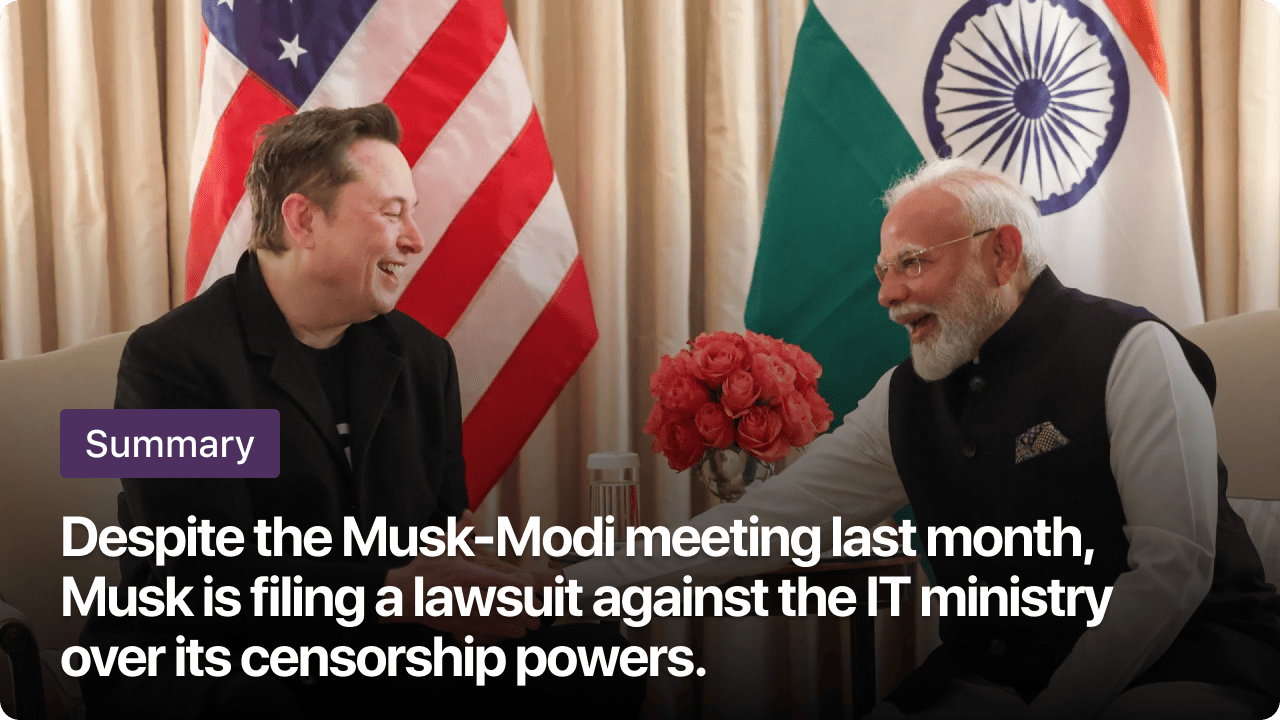 Summary
Despite the Musk-Modi meeting last month,
Musk is filing a lawsuit against the IT ministry
over its censorship powers.